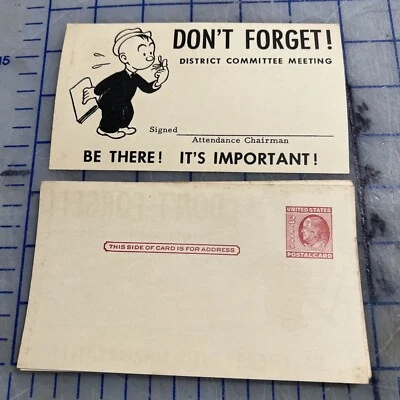 15
DON'T FORGET!
DISTRICT COMMITTEE MEETING
Signed
Attendance Chairman
BE THERE! IT'S IMPORTANT!
THIS SIDE OF CARD IS FOR ADDRESS
UNITED STATES
POSTAL CARD